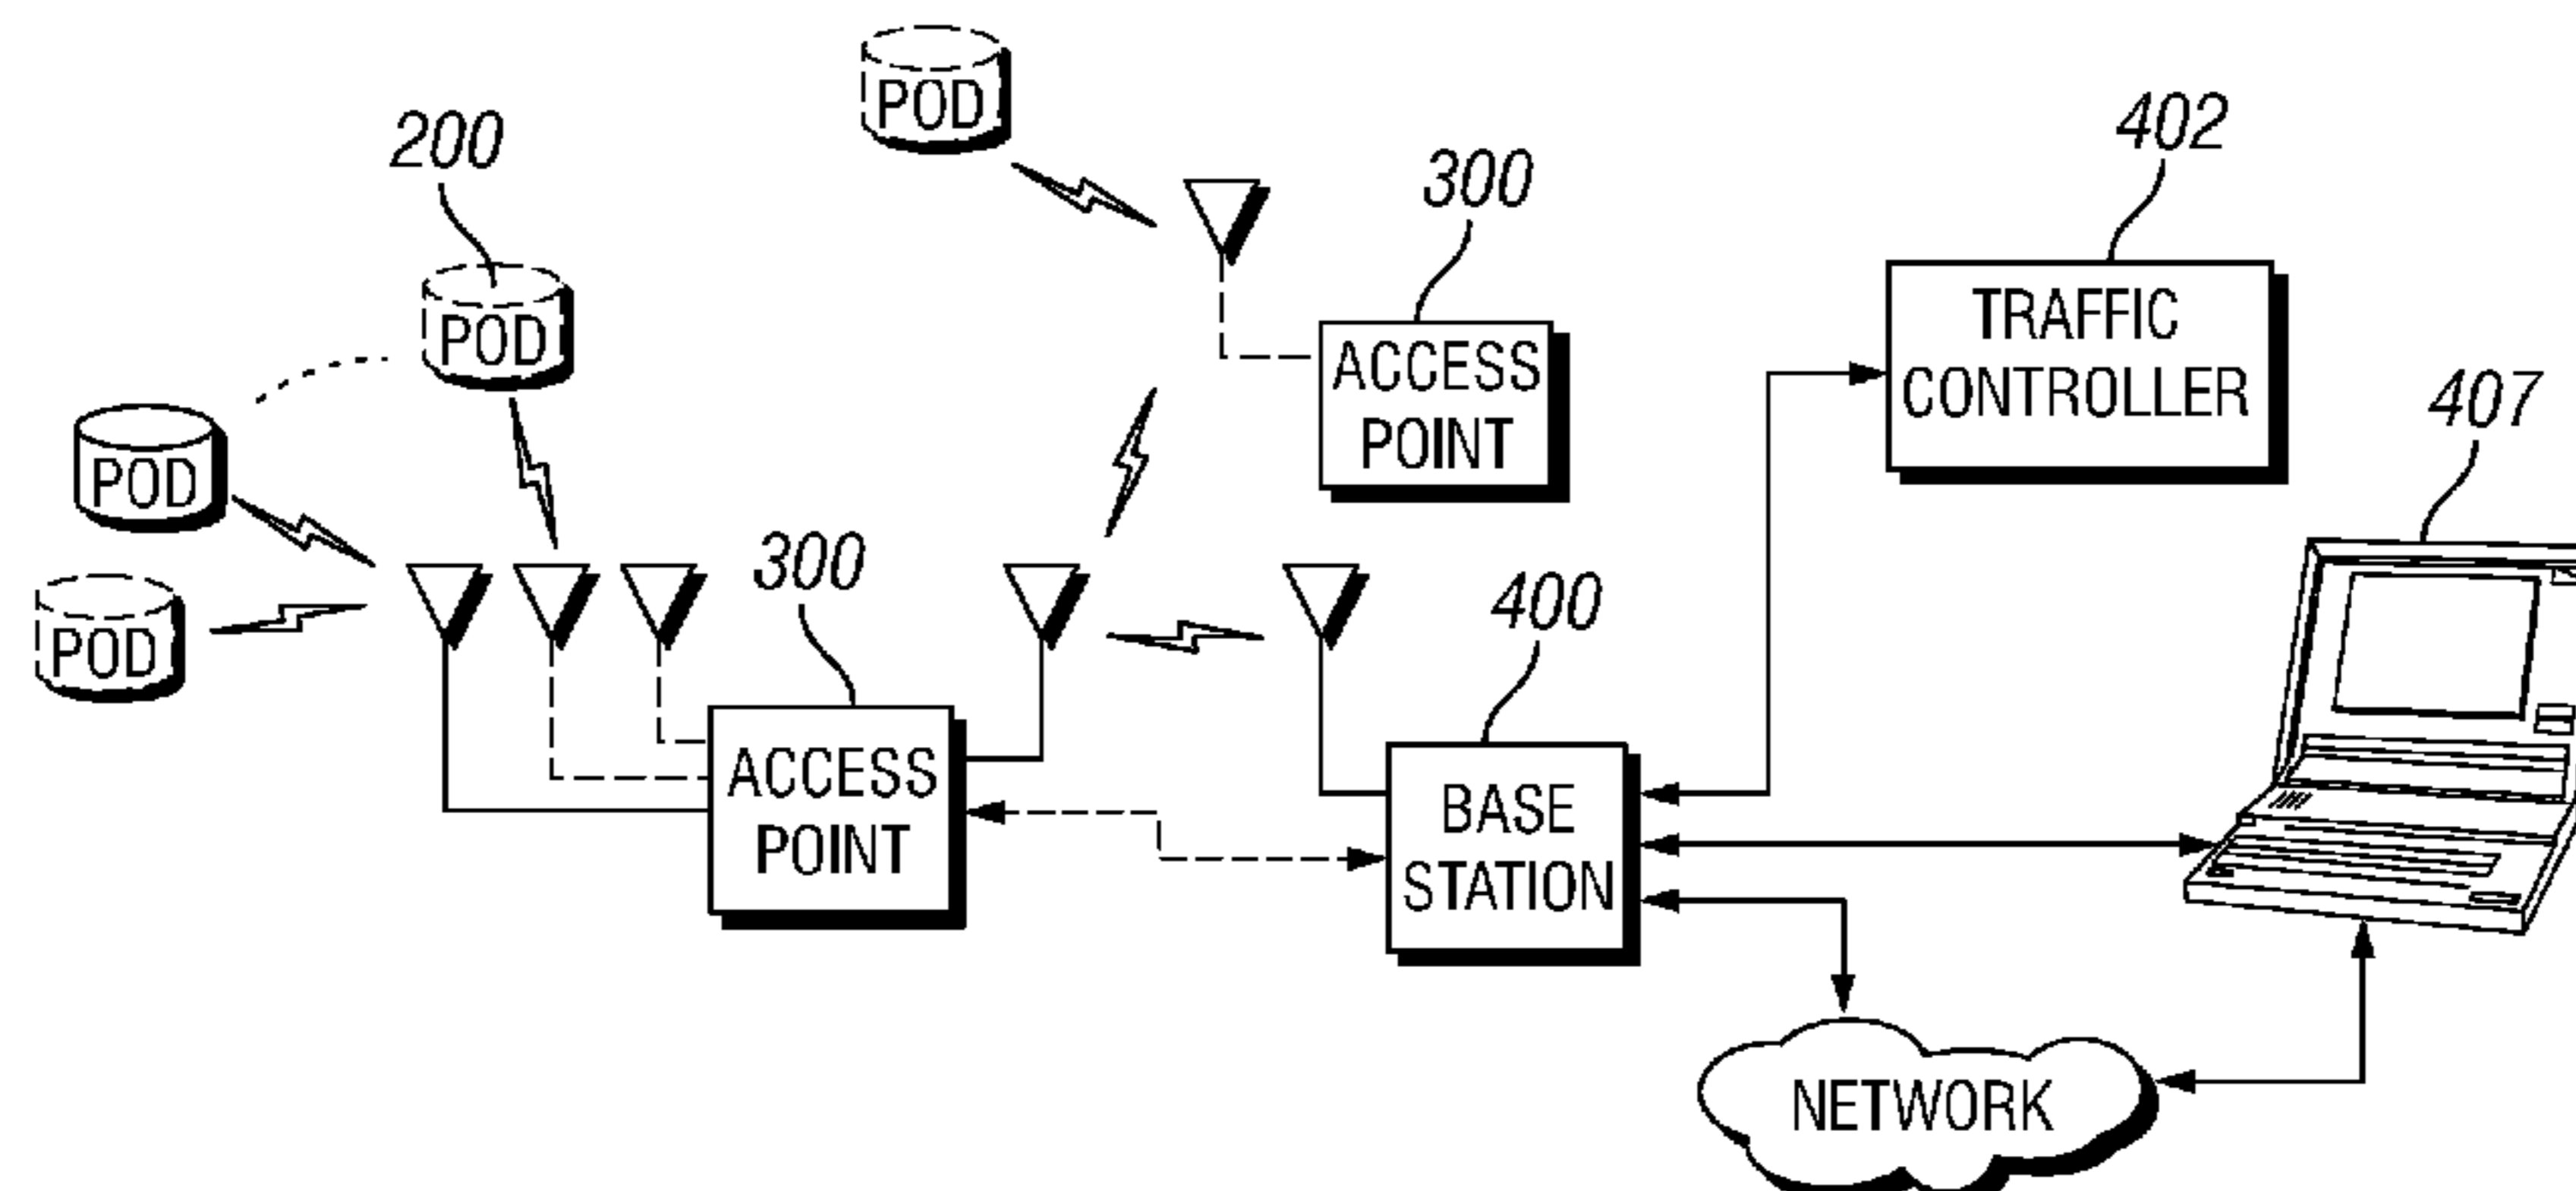 POD
402
200
300
POD
TRAFFIC
CONTROLLER
ACCESS
POINT
407
POD
300
400
POD
ACCESS
POINT
BASE
STATION
NETWORK